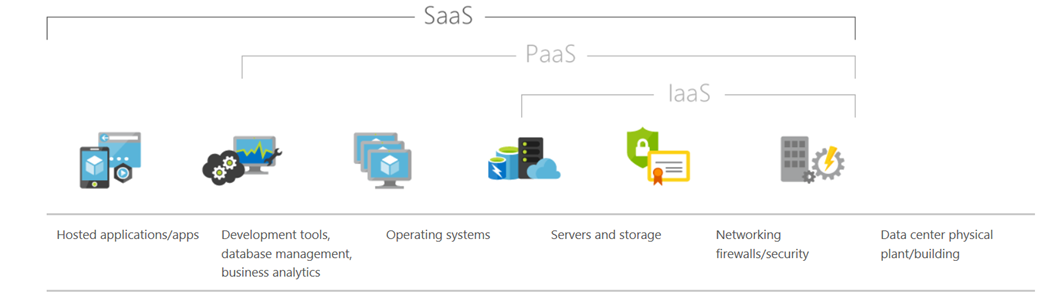 SaaS
PaaS
IaaS
Hosted applications/apps
Development tools,
database management,
business analytics
Operating systems
Servers and storage
Networking
firewalls/security
Data center physical
plant/building